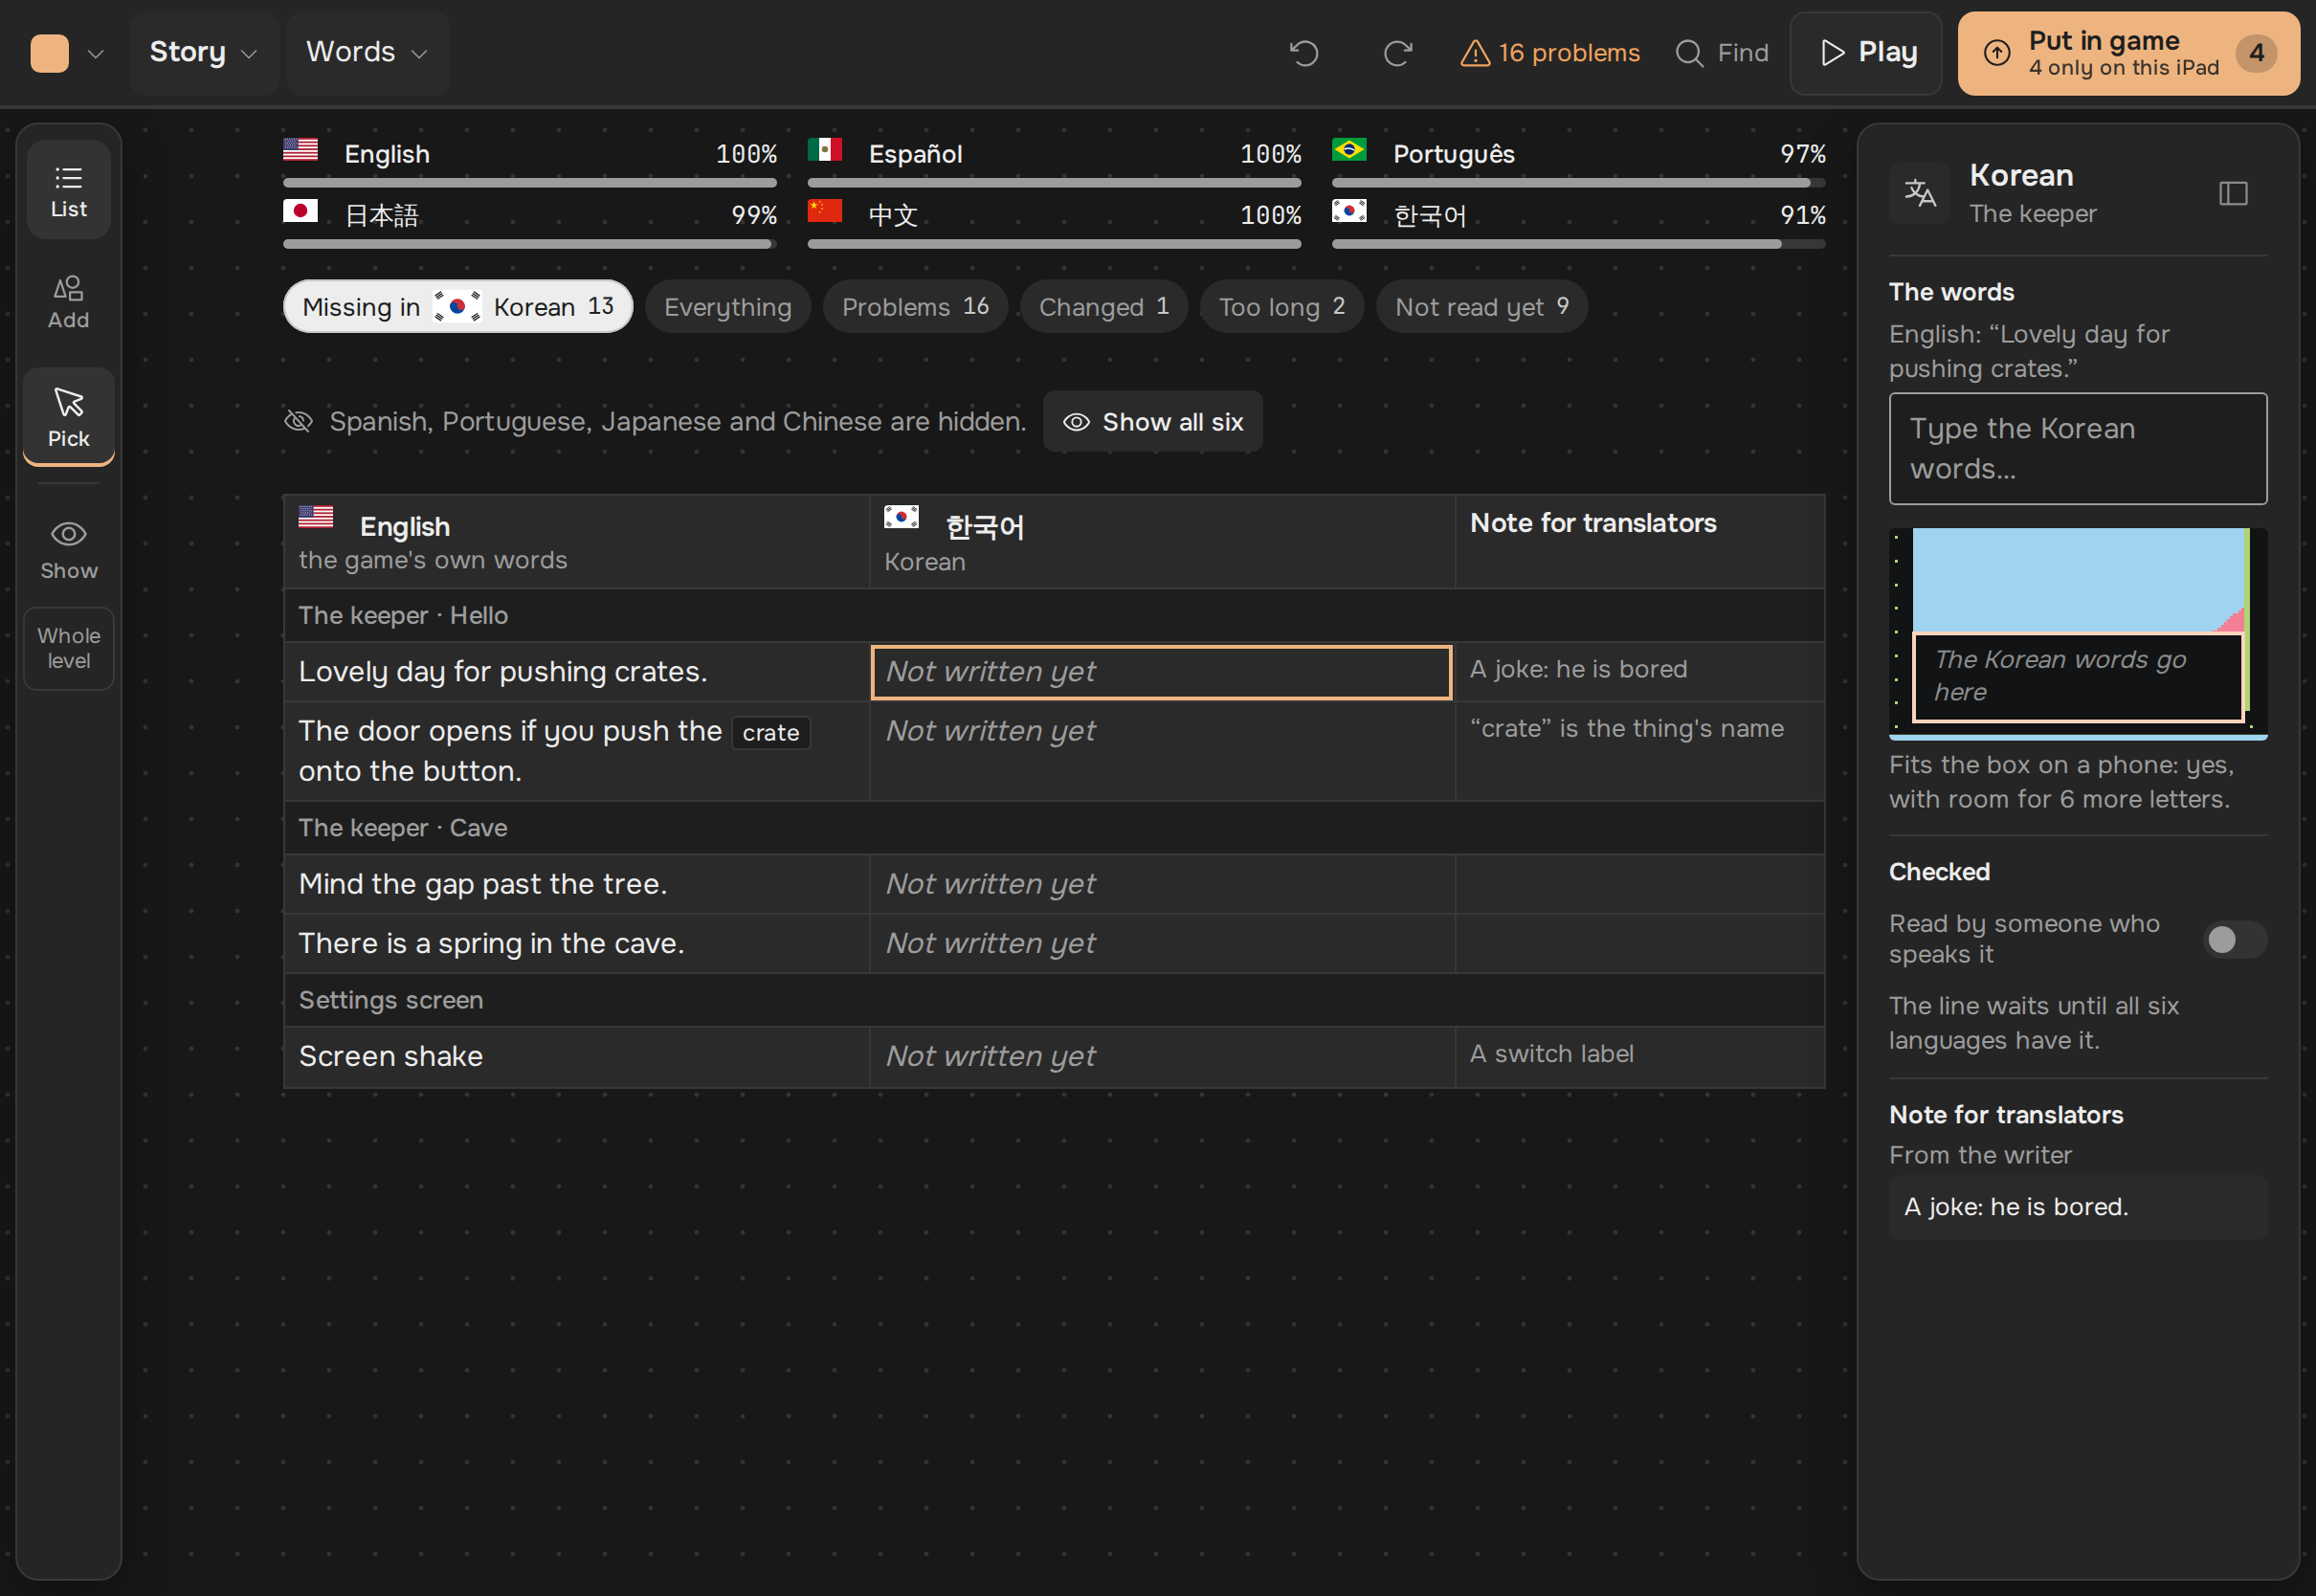 Story
Words
16 problems
Find
Play
Put in game
4 only on this iPad
4
List
Add
Pick
Show
Whole
level
English 100%
Español 100%
Português 97%
日本語 99%
中文 100%
한국어 91%
Missing in Korean 13
Everything
Problems 16
Changed 1
Too long 2
Not read yet 9
Spanish, Portuguese, Japanese and Chinese are hidden.
Show all six
English
the game's own words
한국어
Korean
Note for translators
The keeper · Hello
Lovely day for pushing crates.
Not written yet
A joke: he is bored
The door opens if you push the crate
onto the button.
Not written yet
“crate” is the thing's name
The keeper · Cave
Mind the gap past the tree.
Not written yet
There is a spring in the cave.
Not written yet
Settings screen
Screen shake
Not written yet
A switch label
Korean
The keeper
The words
English: “Lovely day for
pushing crates.”
Type the Korean
words...
The Korean words go
here
Fits the box on a phone: yes,
with room for 6 more letters.
Checked
Read by someone who
speaks it
The line waits until all six
languages have it.
Note for translators
From the writer
A joke: he is bored.